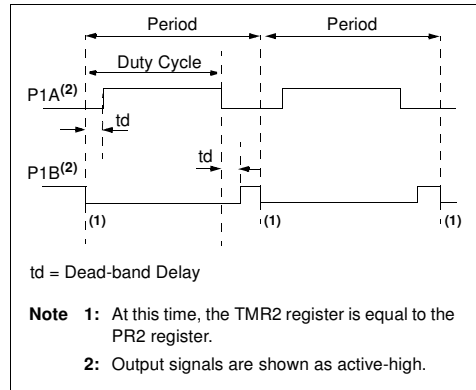 Period Period
Duty Cycle
P1A(2)
td
td
P1B(2)
(1) (1) (1)
td = Dead-band Delay
Note 1: At this time, the TMR2 register is equal to the
PR2 register.
2: Output signals are shown as active-high.